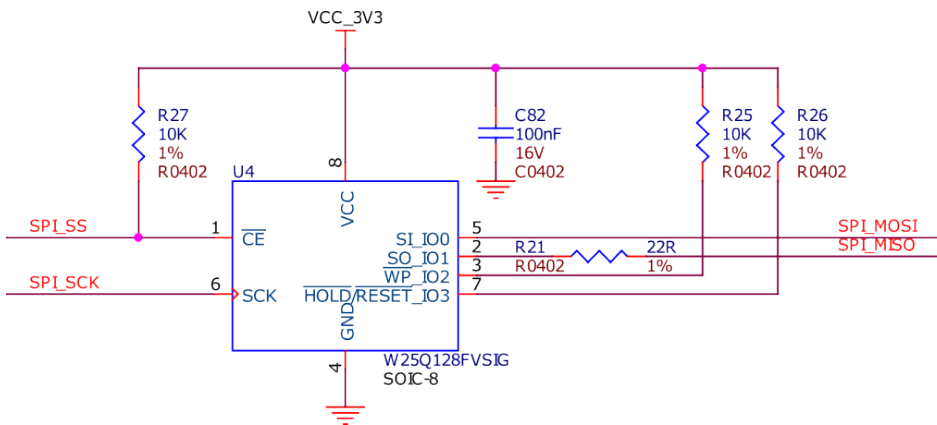 VCC_3V3
R27
10K
1%
R0402
C82
100nF
16V
C0402
R25
10K
1%
R0402
R26
10K
1%
R0402
U4
8
VCC
SPI_SS
1
CE
SI_IO0
5
SPI_MOSI
SO_IO1
2
R21
22R
SPI_MISO
R0402
1%
WP_IO2
3
SPI_SCK
6
SCK
HOLD/RESET_IO3
7
GND
4
W25Q128FVSIG
SOIC-8